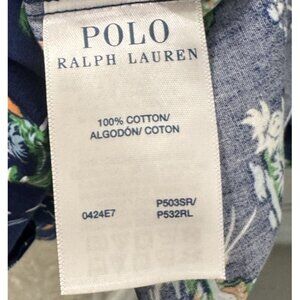 POLO
RALPH LAUREN
100% COTTON/
ALGODÓN/ COTON
P503SR/
0424E7 P532RL